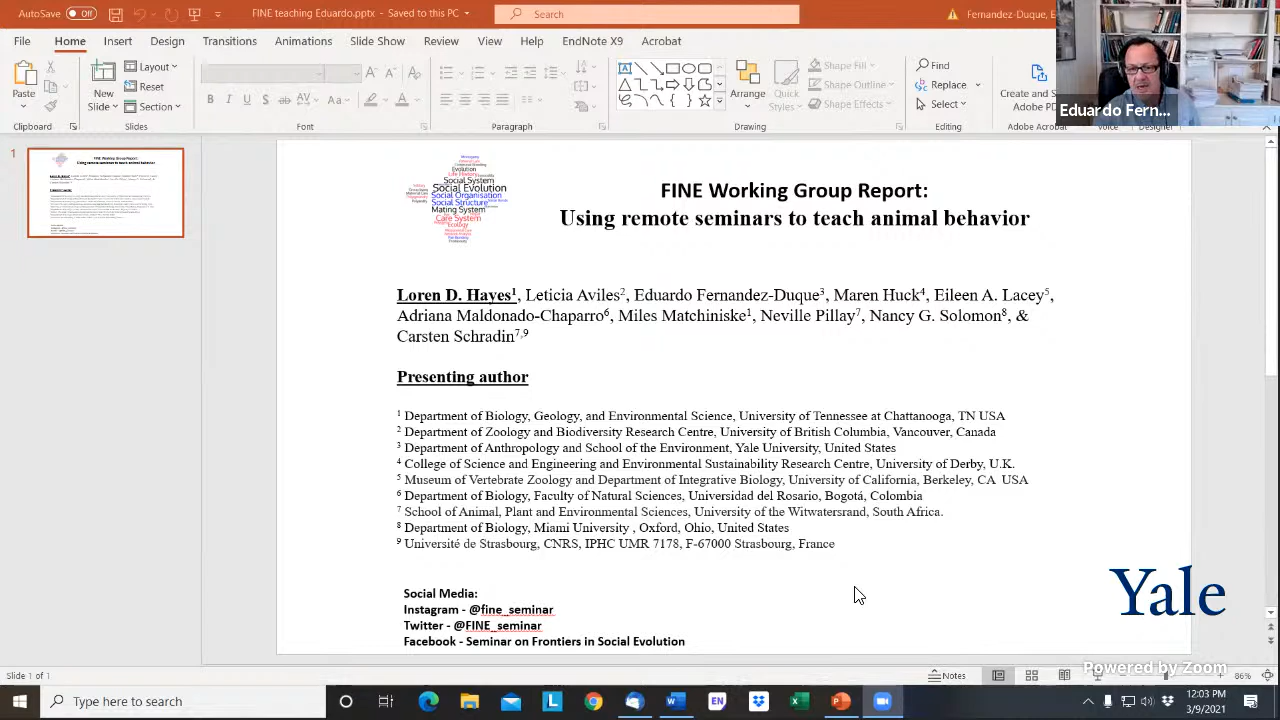 FINE teaching Eduardo.pptx - Saved to this PC
Search
Fernandez-Duque, E
File Home Insert Design Transitions Animations Slide Show Review View Help EndNote X9 Acrobat
Paste
New
Slide
Layout
Reset
Section
Arrange
Quick
Styles
Shape Fill
Shape Outline
Shape Effects
Find
Replace
Select
Create and S
Adobe PD
Eduardo Fern...
Clipboard Slides Font Paragraph Drawing Editing Adobe Acrobat Voice Designer
Evolution
Social System
Social Evolution
Social Organisation
Social Structure
Mating System
Care System
Ecology
FINE Working Group Report:
Using remote seminars to teach animal behavior
Loren D. Hayes1, Leticia Aviles2, Eduardo Fernandez-Duque3, Maren Huck4, Eileen A. Lacey5,
Adriana Maldonado-Chaparro6, Miles Matchiniske1, Neville Pillay7, Nancy G. Solomon8, &
Carsten Schradin7,9
Presenting author
1 Department of Biology, Geology, and Environmental Science, University of Tennessee at Chattanooga, TN USA
2 Department of Zoology and Biodiversity Research Centre, University of British Columbia, Vancouver, Canada
3 Department of Anthropology and School of the Environment, Yale University, United States
4 College of Science and Engineering and Environmental Sustainability Research Centre, University of Derby, U.K.
5 Museum of Vertebrate Zoology and Department of Integrative Biology, University of California, Berkeley, CA USA
6 Department of Biology, Faculty of Natural Sciences, Universidad del Rosario, Bogotá, Colombia
7 School of Animal, Plant and Environmental Sciences, University of the Witwatersrand, South Africa.
8 Department of Biology, Miami University , Oxford, Ohio, United States
9 Université de Strasbourg, CNRS, IPHC UMR 7178, F-67000 Strasbourg, France
Social Media:
Instagram - @fine_seminar
Twitter - @FINE_seminar
Facebook - Seminar on Frontiers in Social Evolution
Yale
Powered by Zoom
Slide 1 of 1
Notes
86%
Type here to search
EN
12:03 PM
3/9/2021